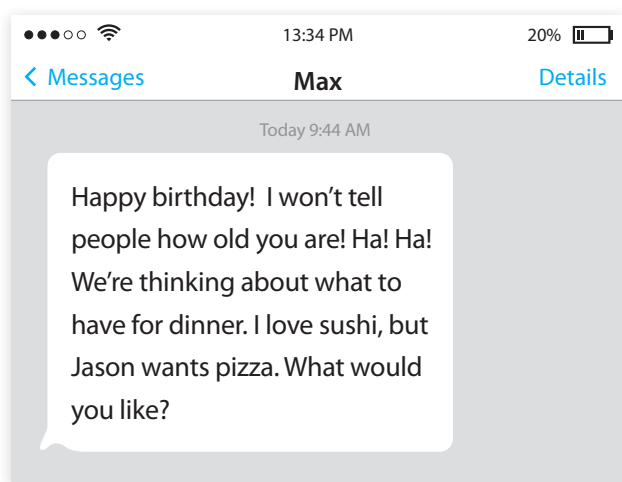 13:34 PM 20%
Messages Max Details
Today 9:44 AM
Happy birthday!  I won’t tell
people how old you are! Ha! Ha!
We’re thinking about what to
have for dinner. I love sushi, but
Jason wants pizza. What would
you like?